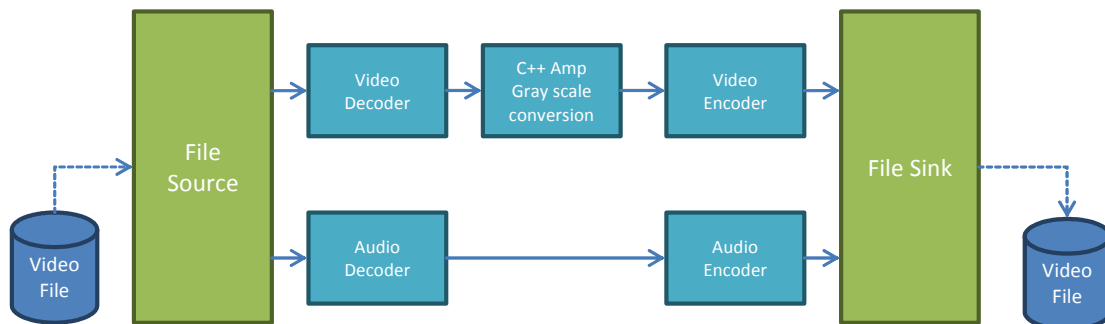 Video
File
File
Source
Video
Decoder
C++ Amp
Gray scale
conversion
Video
Encoder
Audio
Decoder
Audio
Encoder
File Sink
Video
File